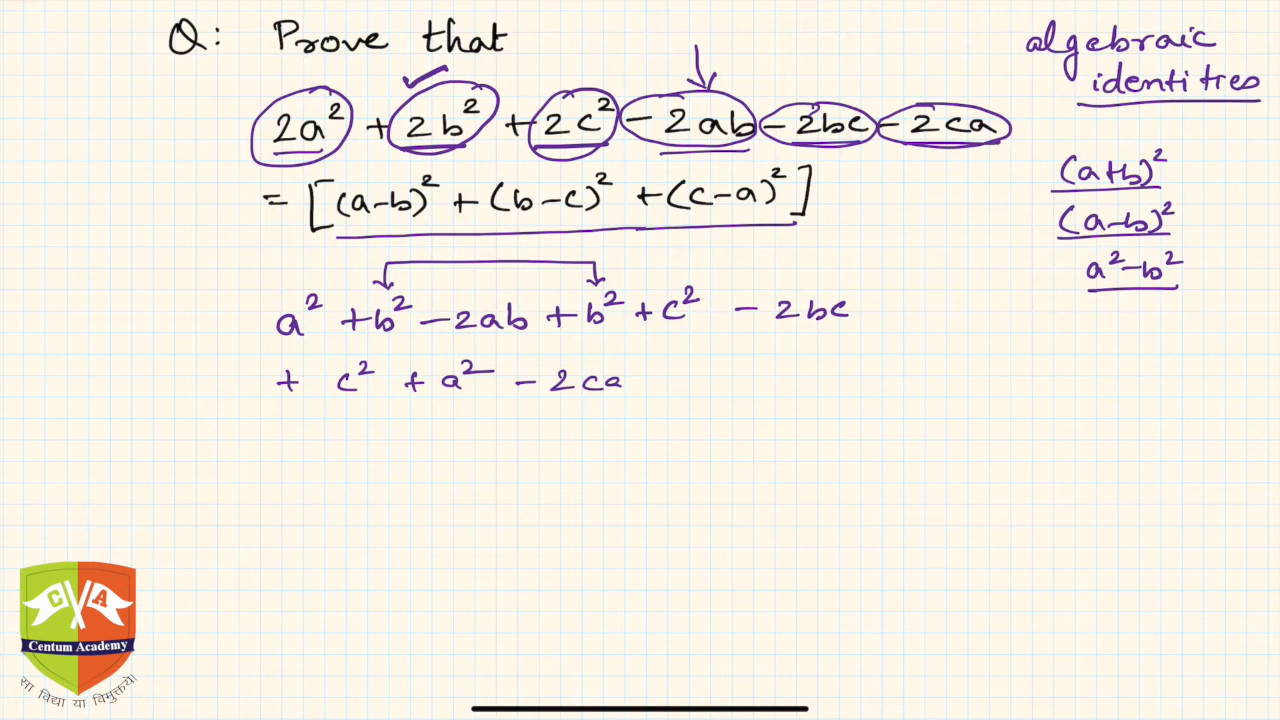 Q: Prove that
2a² + 2b² + 2c² - 2ab - 2bc - 2ca
= [(a-b)² + (b-c)² + (c-a)²]
a² + b² - 2ab + b² + c² - 2bc
+ c² + a² - 2ca
algebraic
identities
(a+b)²
(a-b)²
a²-b²
C A
Centum Academy
सा विद्या या विमुक्तये